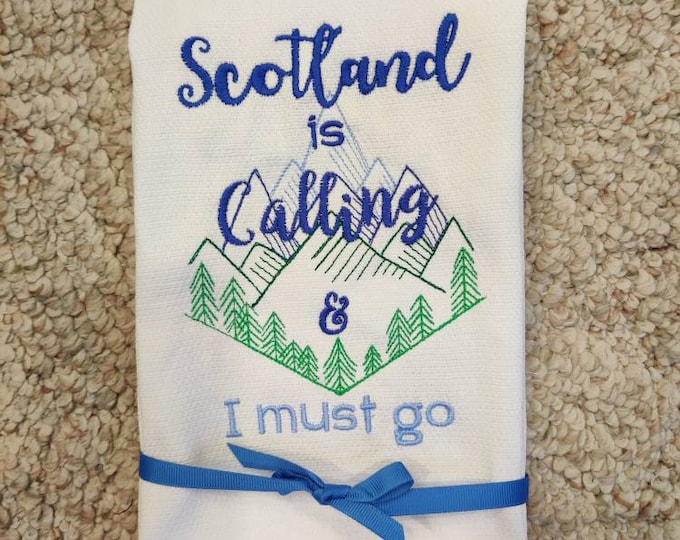 Scotland
is
Calling
&
I must go